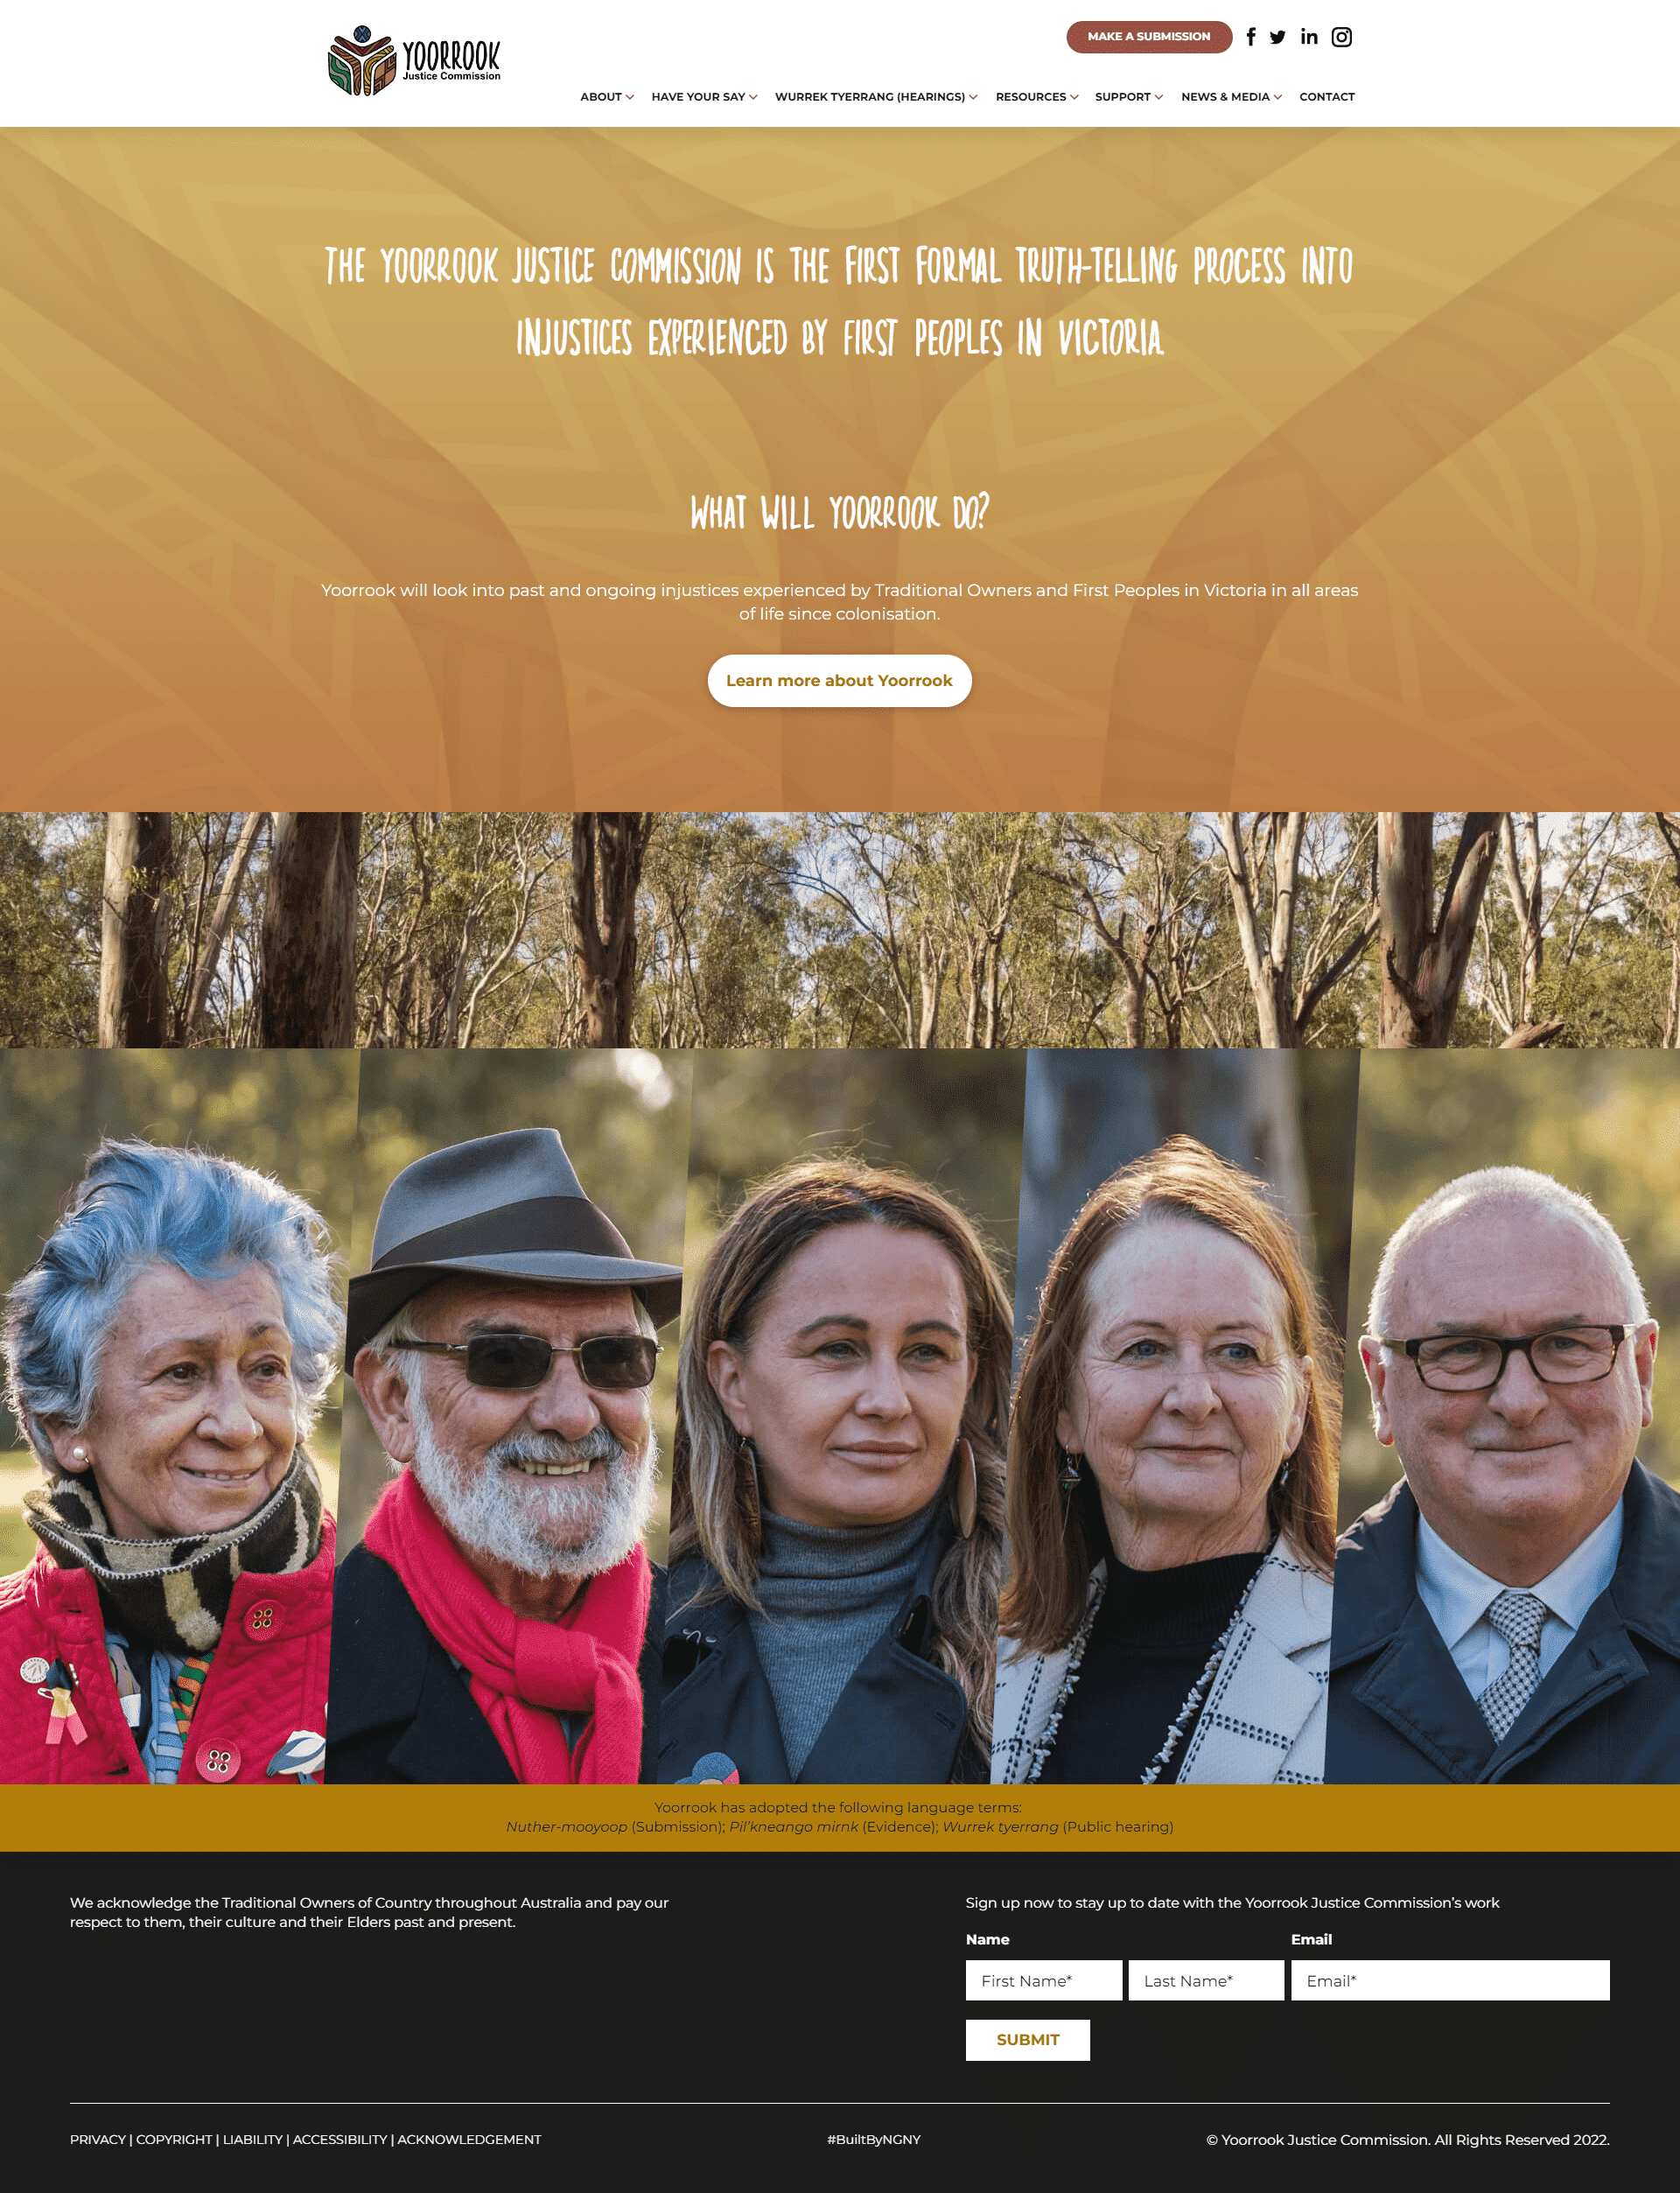 YOORROOK
Justice Commission
MAKE A SUBMISSION
ABOUT
HAVE YOUR SAY
WURREK TYERRANG (HEARINGS)
RESOURCES
SUPPORT
NEWS & MEDIA
CONTACT
THE YOORROOK JUSTICE COMMISSION IS THE FIRST FORMAL TRUTH-TELLING PROCESS INTO
INJUSTICES EXPERIENCED BY FIRST PEOPLES IN VICTORIA.
WHAT WILL YOORROOK DO?
Yoorrook will look into past and ongoing injustices experienced by Traditional Owners and First Peoples in Victoria in all areas
of life since colonisation.
Learn more about Yoorrook
Yoorrook has adopted the following language terms:
Nuther-mooyoop (Submission); Pil’kneango mirnk (Evidence); Wurrek tyerrang (Public hearing)
We acknowledge the Traditional Owners of Country throughout Australia and pay our
respect to them, their culture and their Elders past and present.
Sign up now to stay up to date with the Yoorrook Justice Commission’s work
Name
Email
First Name*
Last Name*
Email*
SUBMIT
PRIVACY | COPYRIGHT | LIABILITY | ACCESSIBILITY | ACKNOWLEDGEMENT
#BuiltByNGNY
© Yoorrook Justice Commission. All Rights Reserved 2022.